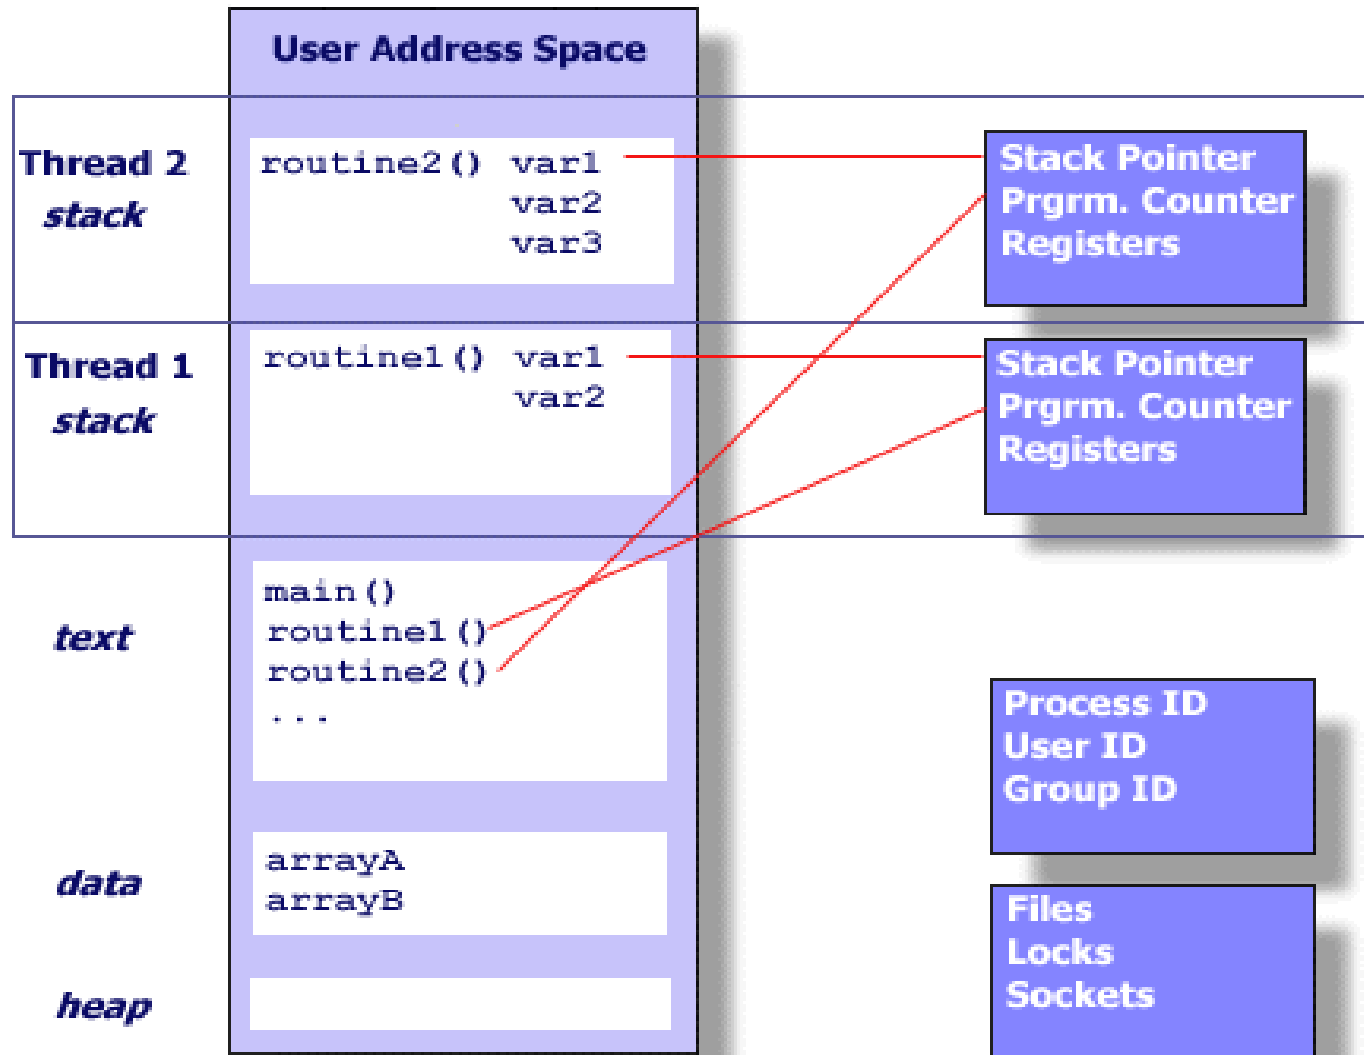 User Address Space
Thread 2
stack
routine2() var1
var2
var3
Stack Pointer
Prgrm. Counter
Registers
Thread 1
stack
routine1() var1
var2
Stack Pointer
Prgrm. Counter
Registers
text
main()
routine1()
routine2()
...
Process ID
User ID
Group ID
data
arrayA
arrayB
Files
Locks
Sockets
heap